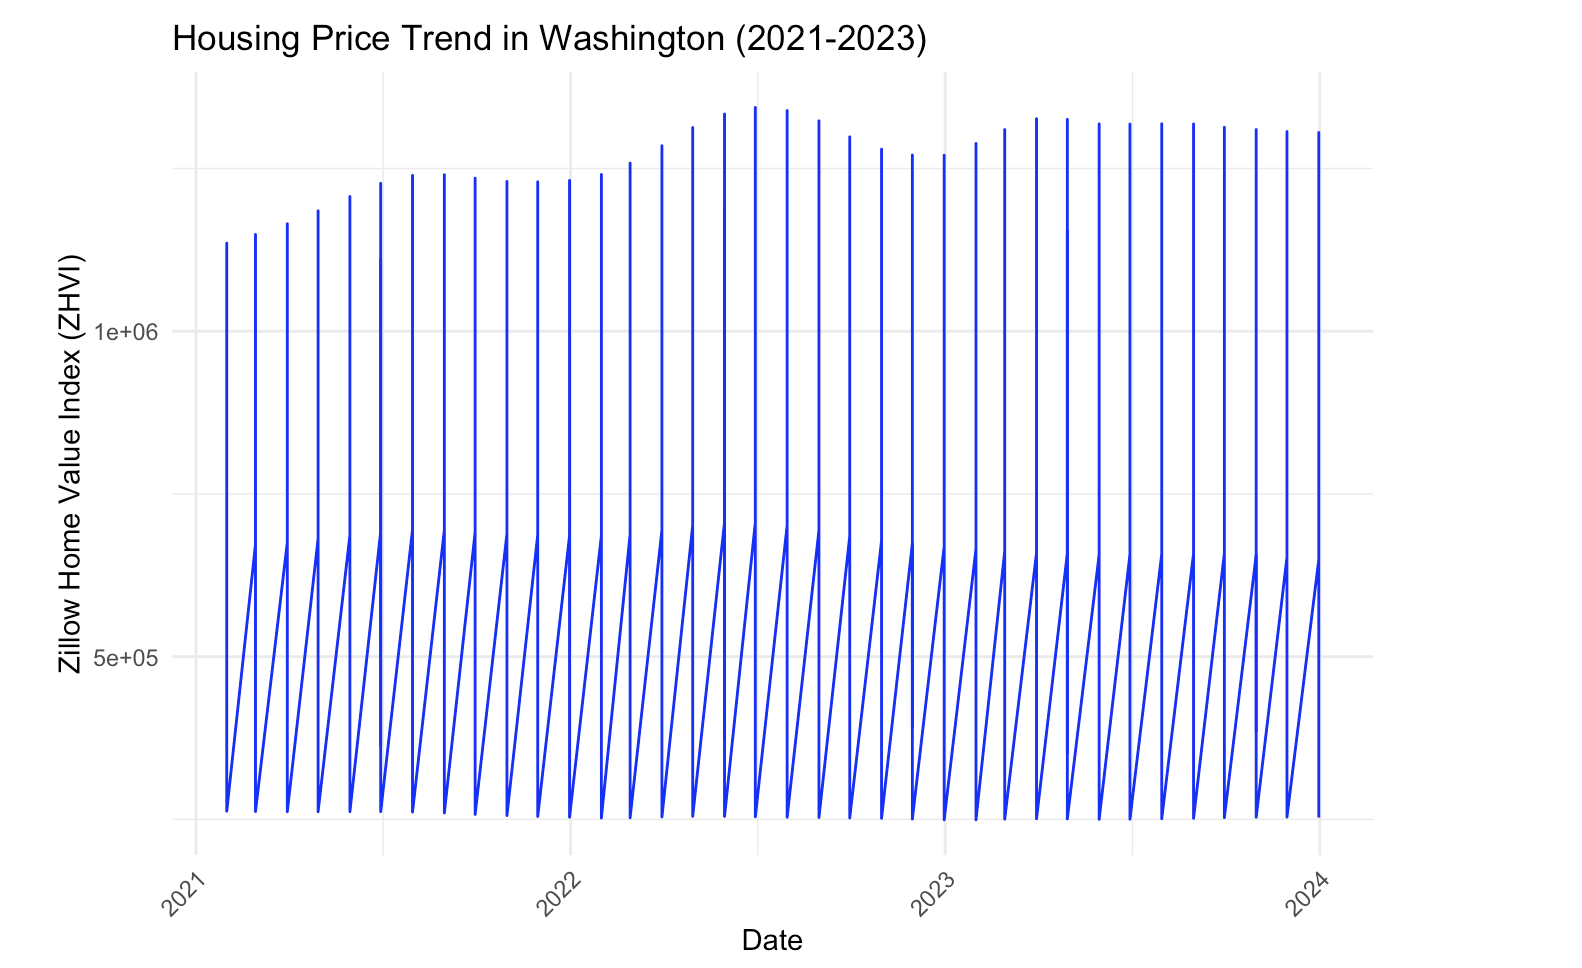 Housing Price Trend in Washington (2021-2023)
Zillow Home Value Index (ZHVI)
1e+06
5e+05
2021
2022
2023
2024
Date